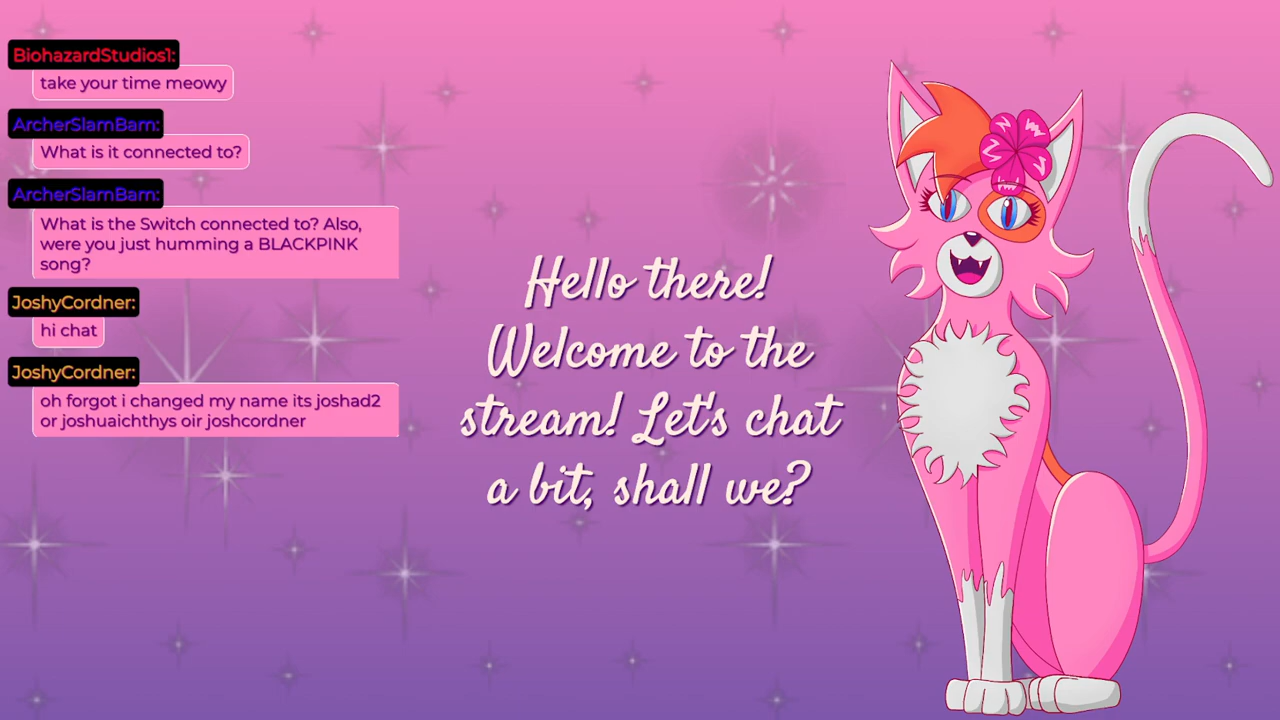 BiohazardStudios1:
take your time meowy
ArcherSlamBam:
What is it connected to?
ArcherSlamBam:
What is the Switch connected to? Also,
were you just humming a BLACKPINK
song?
JoshyCordner:
hi chat
JoshyCordner:
oh forgot i changed my name its joshad2
or joshuaichthys oir joshcordner
Hello there!
Welcome to the
stream! Let's chat
a bit, shall we?